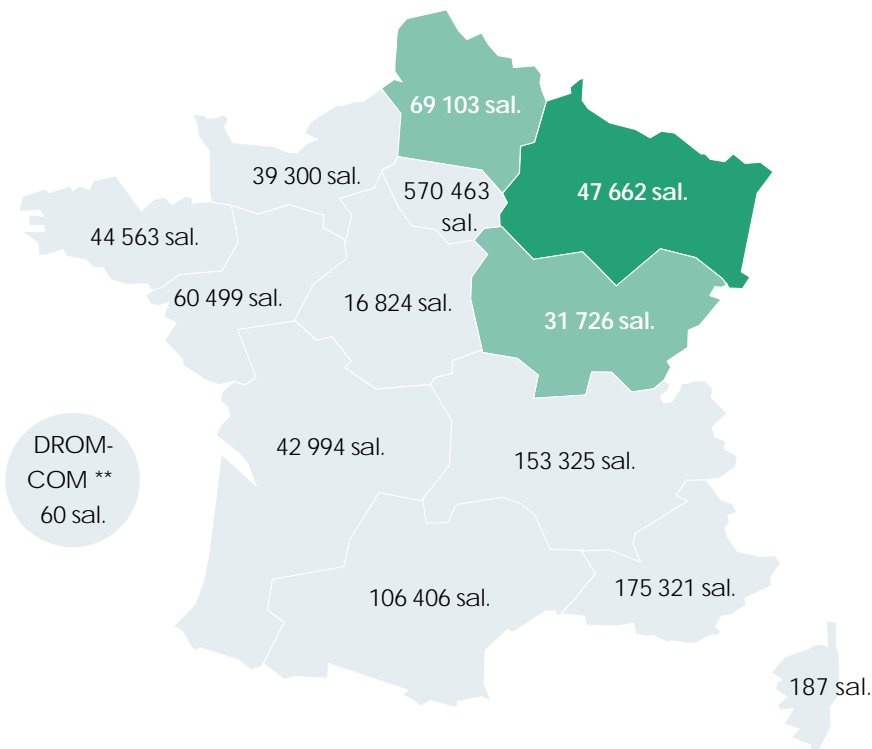 69 103 sal.
39 300 sal.
570 463
sal.
47 662 sal.
44 563 sal.
60 499 sal.
16 824 sal.
31 726 sal.
DROM-
COM **
60 sal.
42 994 sal.
153 325 sal.
106 406 sal.
175 321 sal.
187 sal.